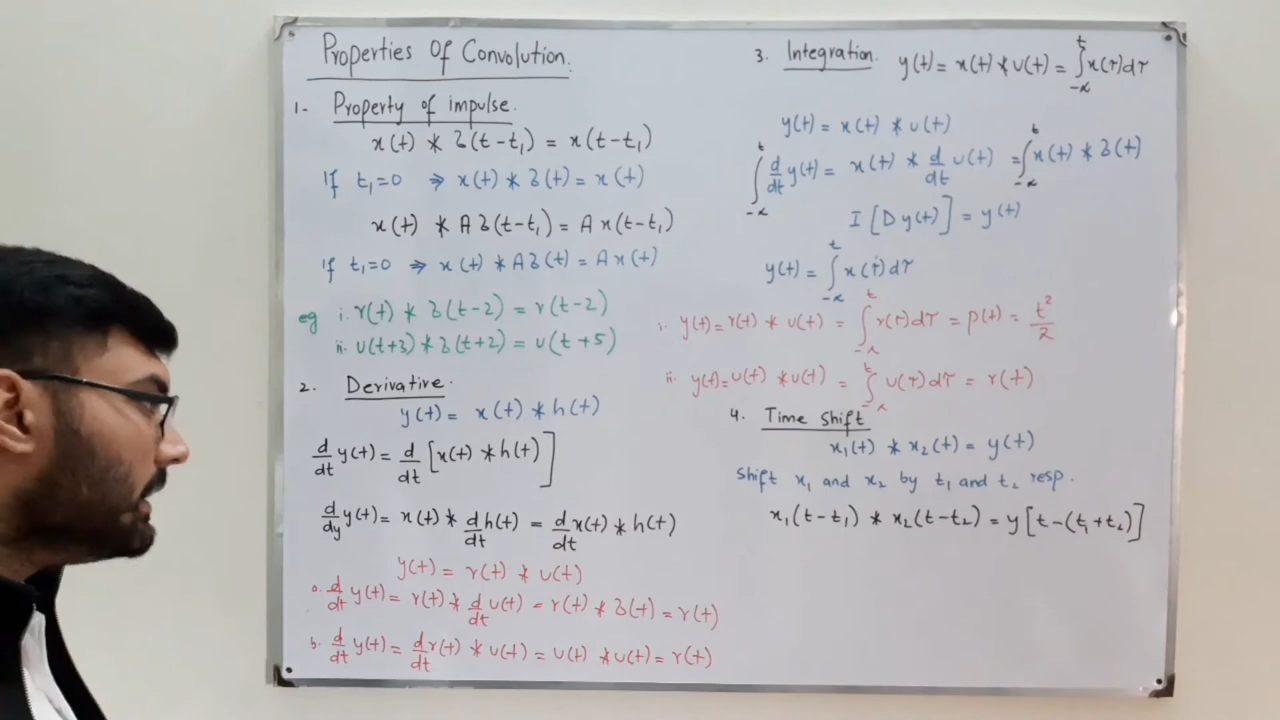 Properties Of Convolution.
1- Property of impulse.
x(t) * δ(t-t₁) = x(t-t₁)
If t₁=0 ⇒ x(t) * δ(t) = x(t)
x(t) * A δ(t-t₁) = A x(t-t₁)
If t₁=0 ⇒ x(t) * Aδ(t) = Ax(t)
eg i. r(t) * δ(t-2) = r(t-2)
ii. u(t+3) * δ(t+2) = u(t+5)
2. Derivative.
y(t) = x(t) * h(t)
d/dt y(t) = d/dt [x(t) * h(t)]
d/dy y(t) = x(t) * d/dt h(t) = d/dt x(t) * h(t)
y(t) = r(t) * u(t)
a. d/dt y(t) = r(t) * d/dt u(t) = r(t) * δ(t) = r(t)
b. d/dt y(t) = d/dt r(t) * u(t) = u(t) * u(t) = r(t)
3. Integration. y(t) = x(t) * u(t) = ∫_{-∞}^{t} x(τ)dτ
y(t) = x(t) * u(t)
∫_{-∞}^{t} d/dt y(t) = x(t) * d/dt u(t) = ∫_{-∞}^{t} x(t) * δ(t)
I [D y(t)] = y(t)
y(t) = ∫_{-∞}^{t} x(τ)dτ
i. y(t) = r(t) * u(t) = ∫_{-∞}^{t} r(τ)dτ = p(t) = t²/2
ii. y(t) = u(t) * u(t) = ∫_{-∞}^{t} u(τ)dτ = r(t)
4. Time shift
x₁(t) * x₂(t) = y(t)
shift x₁ and x₂ by t₁ and t₂ resp.
x₁(t-t₁) * x₂(t-t₂) = y[t-(t₁+t₂)]